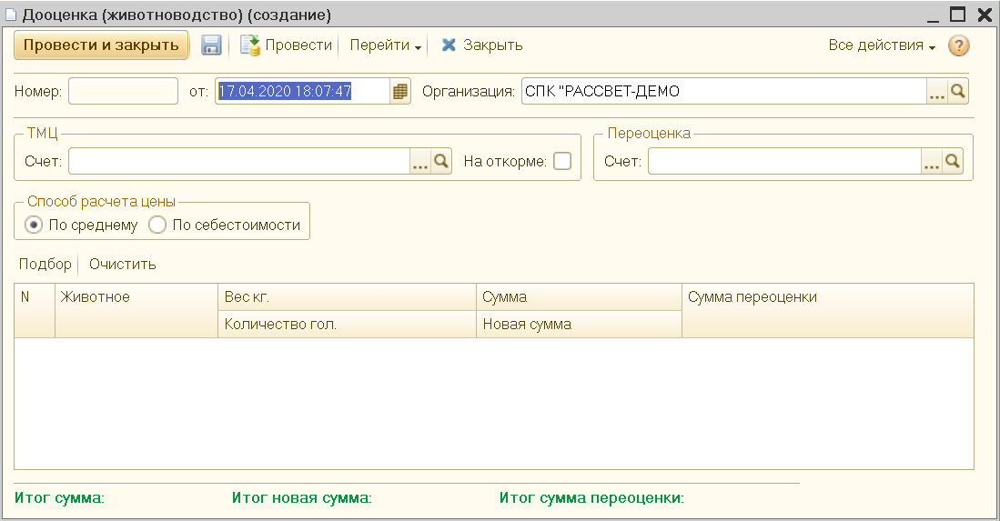 Дооценка (животноводство) (создание)
Провести и закрыть Провести Перейти Закрыть Все действия ?
Номер: от: 17.04.2020 18:07:47 Организация: СПК "РАССВЕТ-ДЕМО ...
ТМЦ Переоценка
Счет: ... На откорме: Счет: ...
Способ расчета цены
По среднему По себестоимости
Подбор Очистить
N Животное Вес кг. Сумма Сумма переоценки
Количество гол. Новая сумма
Итог сумма: Итог новая сумма: Итог сумма переоценки: